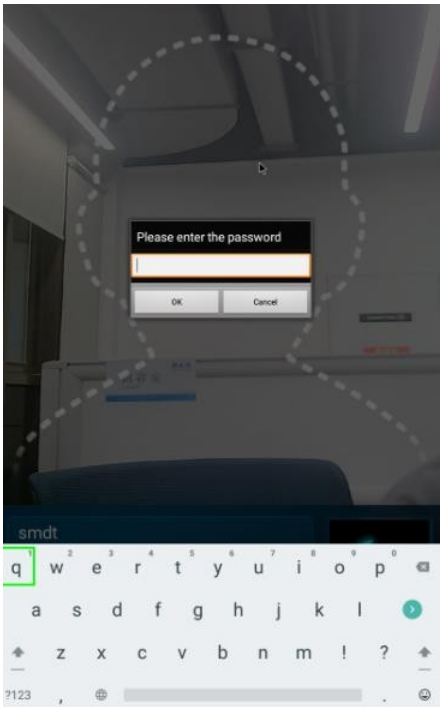 Please enter the password
OK
Cancel
smdt
1 2 3 4 5 6 7 8 9 0
q w e r t y u i o p
a s d f g h j k l
z x c v b n m ! ?
?123 , .